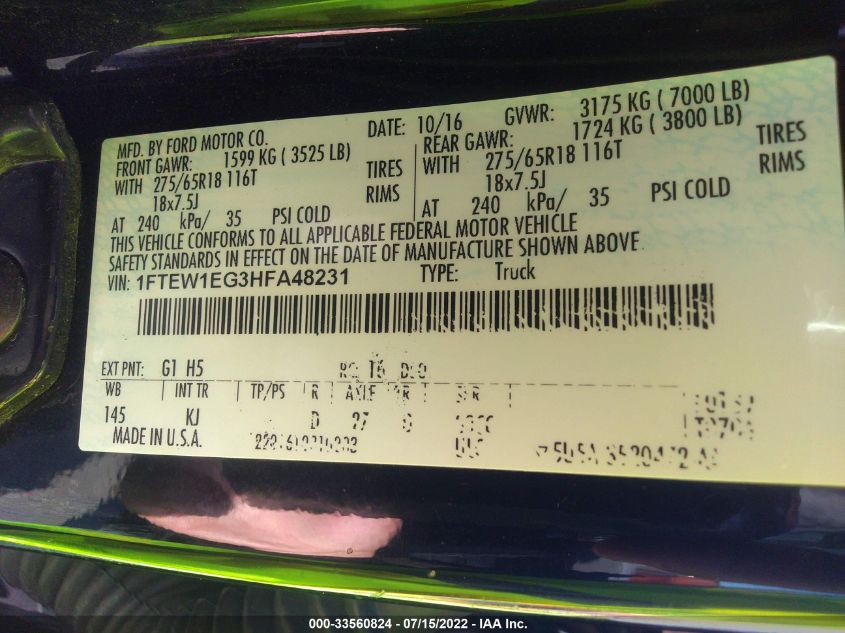 MFD. BY FORD MOTOR CO. DATE: 10/16 GVWR: 3175 KG ( 7000 LB)
FRONT GAWR: 1599 KG ( 3525 LB) REAR GAWR: 1724 KG ( 3800 LB)
WITH 275/65R18 116T TIRES WITH 275/65R18 116T TIRES
18x7.5J RIMS 18x7.5J RIMS
AT 240 kPa/ 35 PSI COLD AT 240 kPa/ 35 PSI COLD
THIS VEHICLE CONFORMS TO ALL APPLICABLE FEDERAL MOTOR VEHICLE
SAFETY STANDARDS IN EFFECT ON THE DATE OF MANUFACTURE SHOWN ABOVE.
VIN: 1FTEW1EG3HFA48231 TYPE: Truck
EXT PNT: G1 H5
WB INT TR TP/PS R AXLE
145 KJ D
MADE IN U.S.A.
000-33560824 - 07/15/2022 - IAA Inc.